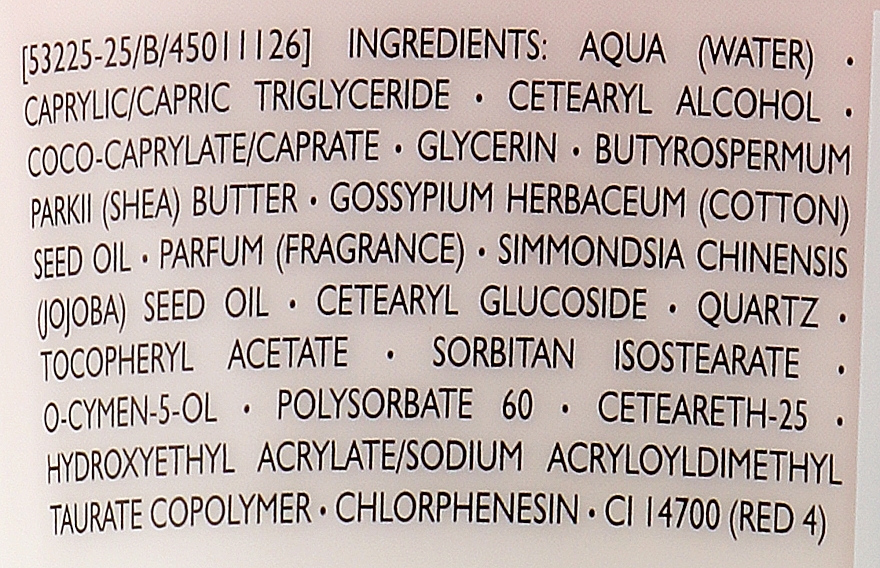 [53225-25/B/45011126] INGREDIENTS: AQUA (WATER) •
CAPRYLIC/CAPRIC TRIGLYCERIDE • CETEARYL ALCOHOL •
COCO-CAPRYLATE/CAPRATE • GLYCERIN • BUTYROSPERMUM
PARKII (SHEA) BUTTER • GOSSYPIUM HERBACEUM (COTTON)
SEED OIL • PARFUM (FRAGRANCE) • SIMMONDSIA CHINENSIS
(JOJOBA) SEED OIL • CETEARYL GLUCOSIDE • QUARTZ •
TOCOPHERYL ACETATE • SORBITAN ISOSTEARATE •
O-CYMEN-5-OL • POLYSORBATE 60 • CETEARETH-25 •
HYDROXYETHYL ACRYLATE/SODIUM ACRYLOYLDIMETHYL
TAURATE COPOLYMER • CHLORPHENESIN • CI 14700 (RED 4)